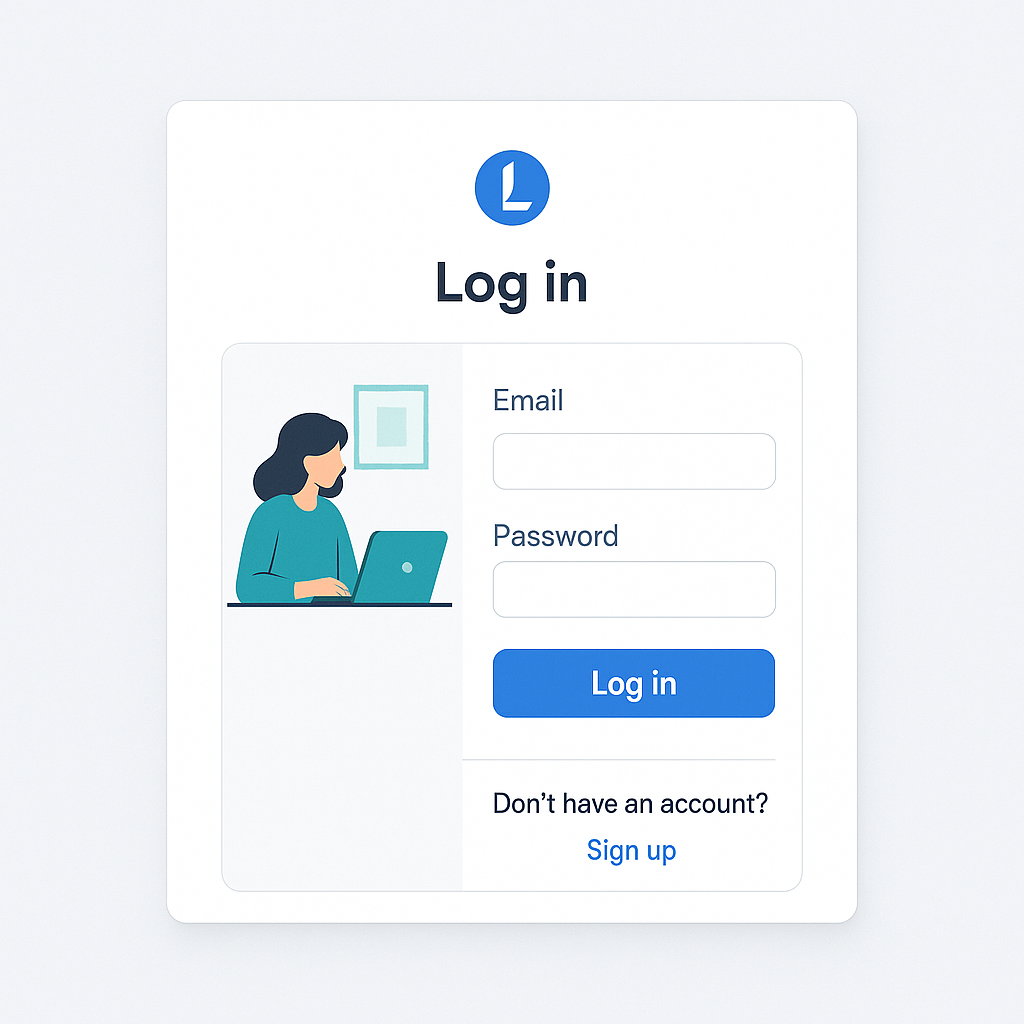 L
Log in
Email
Password
Log in
Don't have an account?
Sign up